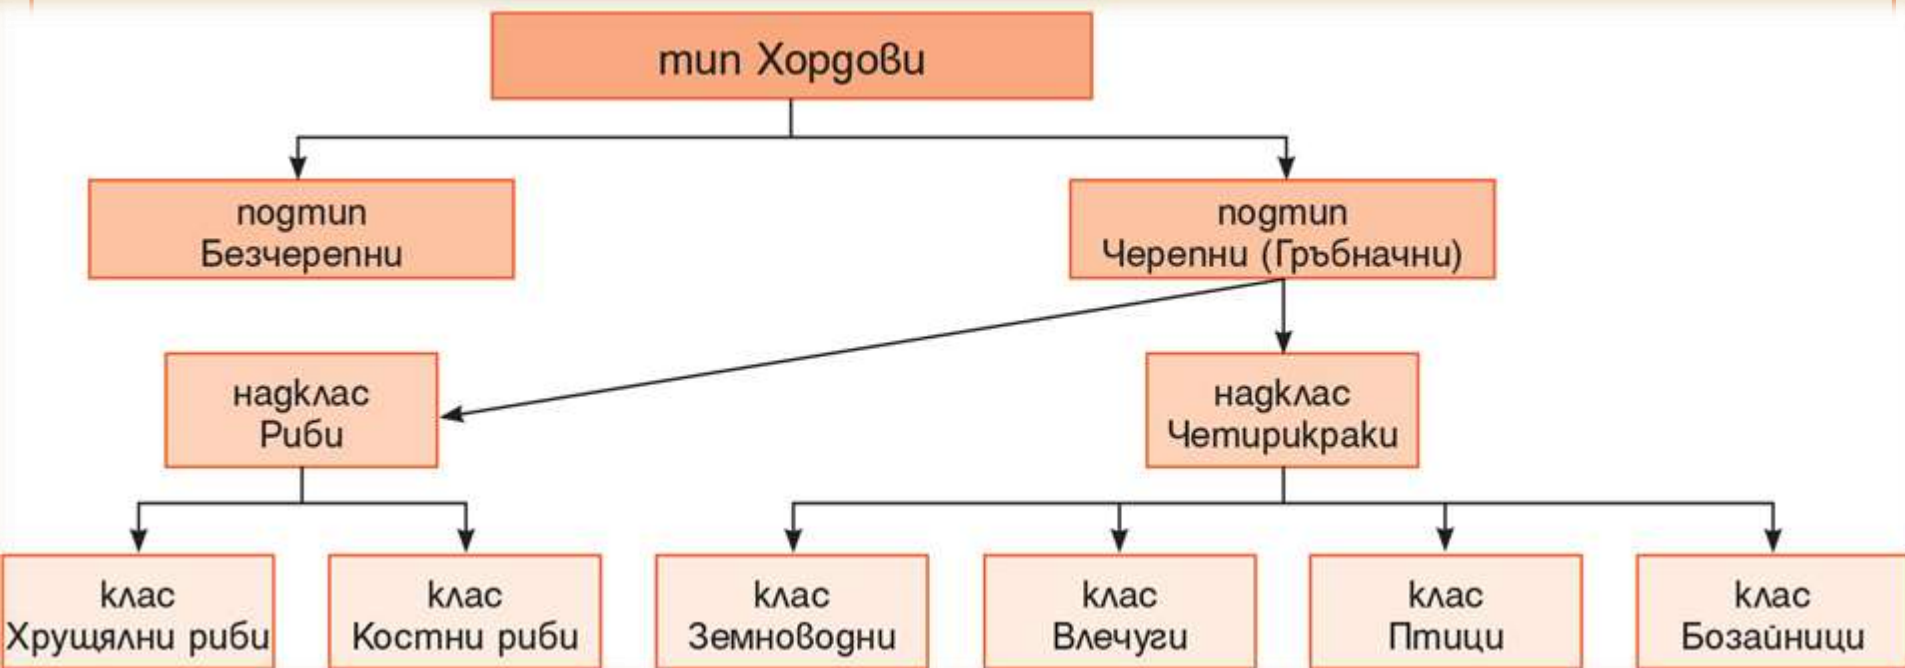 тип Хордови
подтип
Безчерепни
подтип
Черепни (Гръбначни)
надклас
Риби
надклас
Четирикраки
клас
Хрущялни риби
клас
Костни риби
клас
Земноводни
клас
Влечуги
клас
Птици
клас
Бозайници